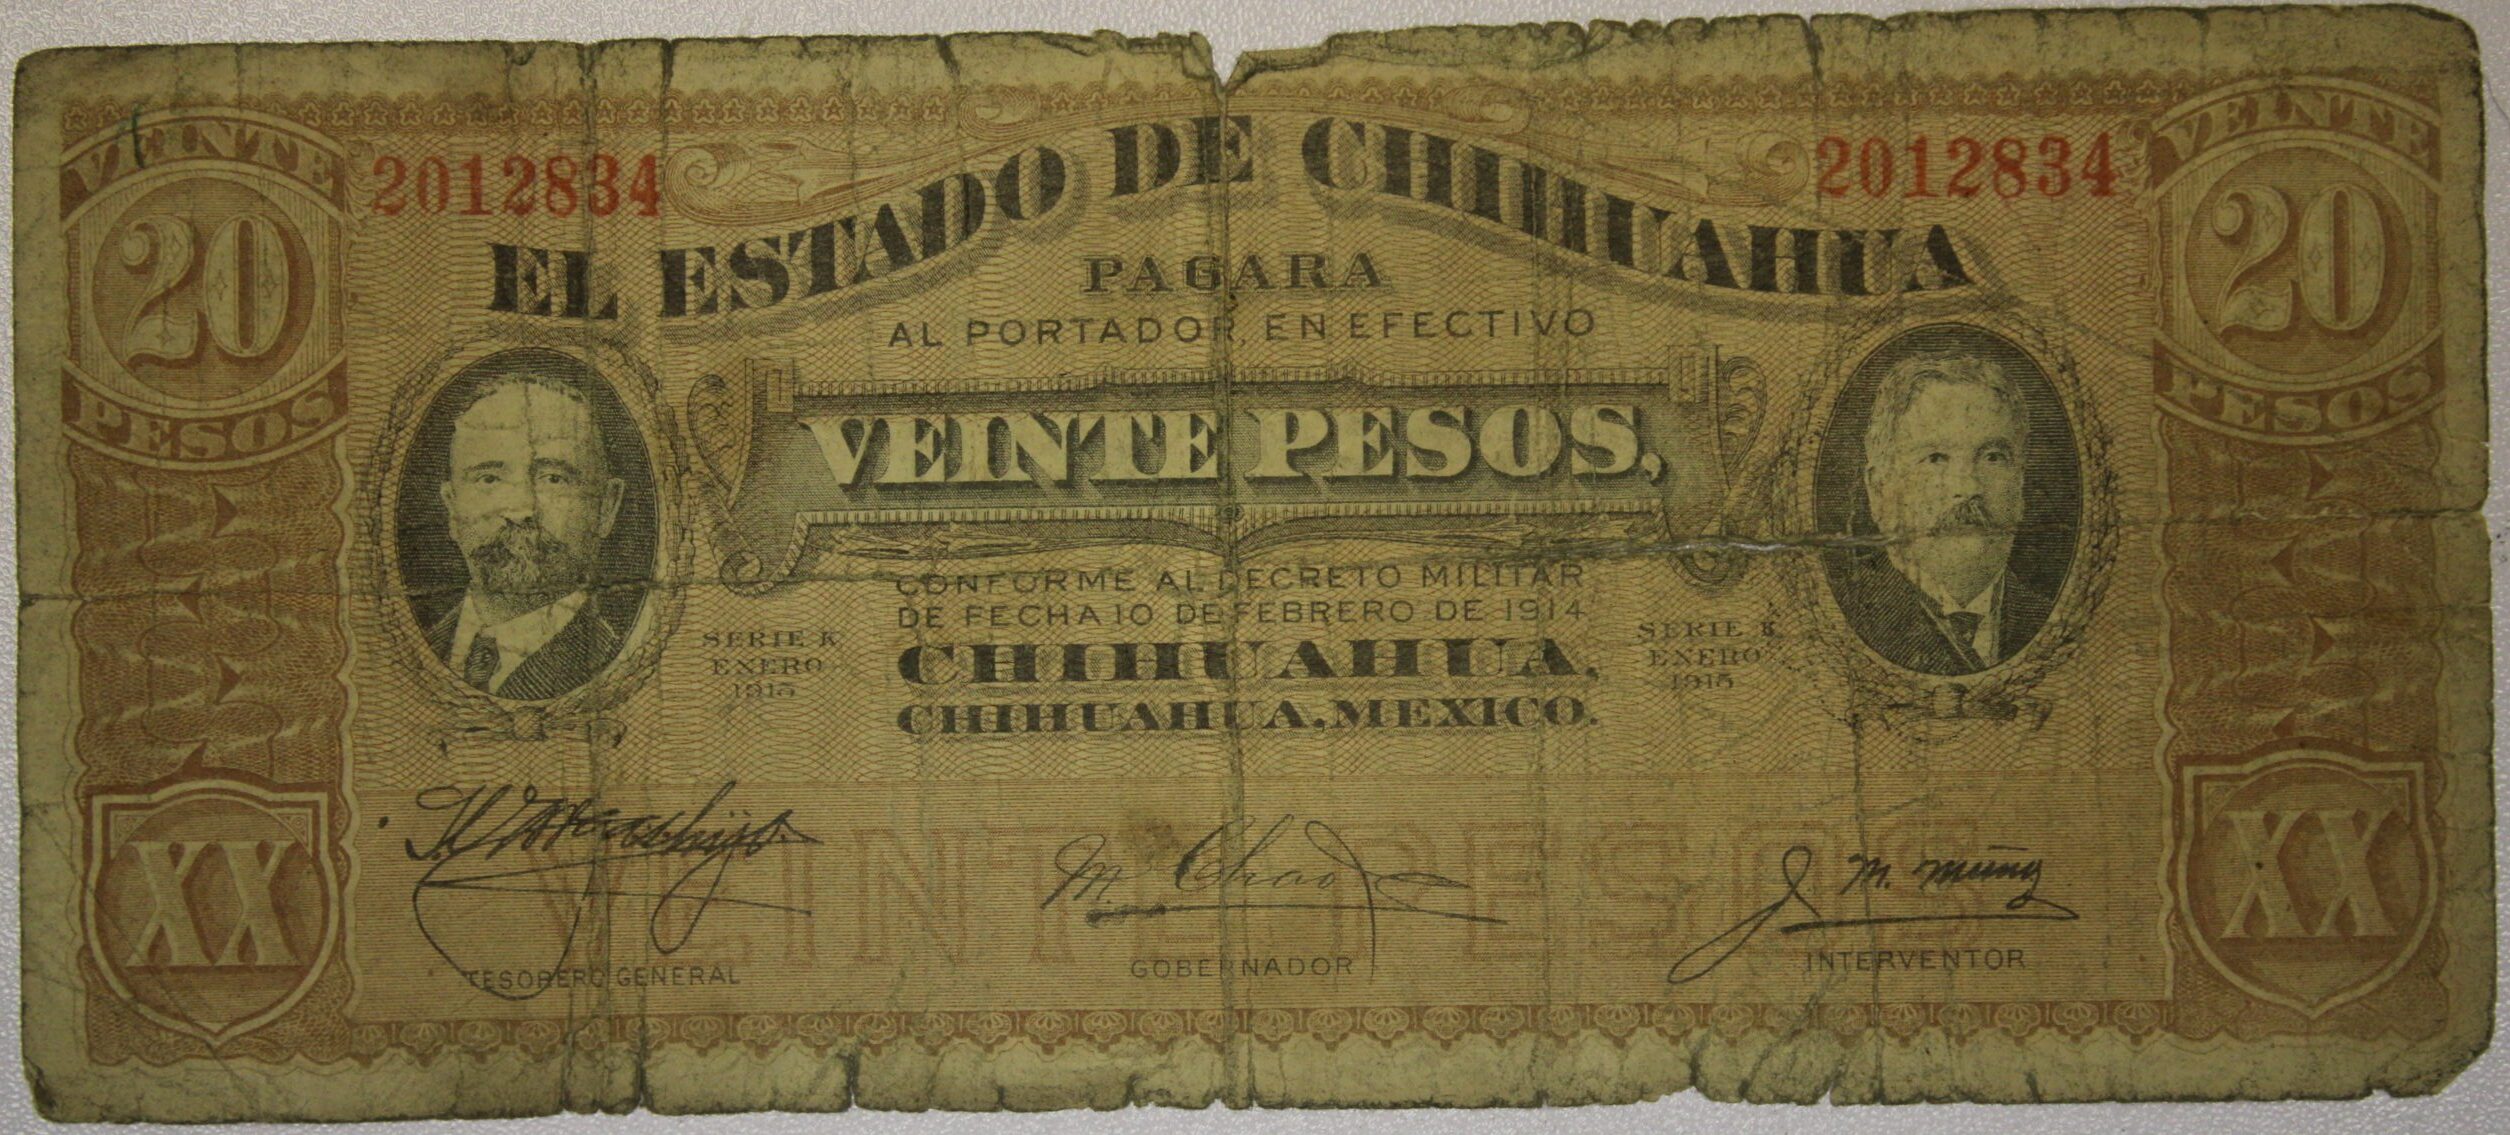 VEINTE
20
PESOS
2012834
EL ESTADO DE CHIHUAHUA
2012834
VEINTE
20
PESOS
PAGARA
AL PORTADOR, EN EFECTIVO
VEINTE PESOS,
CONFORME AL DECRETO MILITAR
DE FECHA 10 DE FEBRERO DE 1914
CHIHUAHUA,
CHIHUAHUA, MEXICO.
SERIE K
ENERO
1915
SERIE K
ENERO
1915
XX
VEINTE PESOS
XX
M. Chao
J. M. Muñoz
TESORERO GENERAL
GOBERNADOR
INTERVENTOR